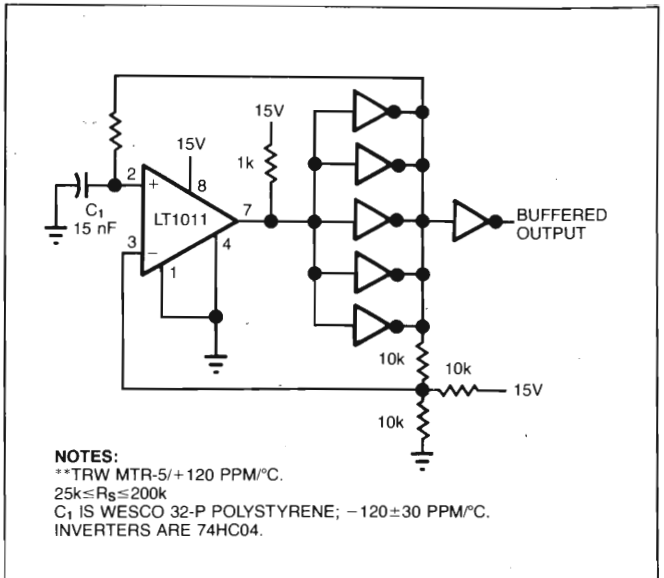 15V
15V
1k
2
+
8
C₁
15 nF
LT1011
7
3
−
1
4
BUFFERED
OUTPUT
10k
10k
15V
10k
NOTES:
**TRW MTR-5/+120 PPM/°C.
25k≤RS≤200k
C₁ IS WESCO 32-P POLYSTYRENE; −120±30 PPM/°C.
INVERTERS ARE 74HC04.